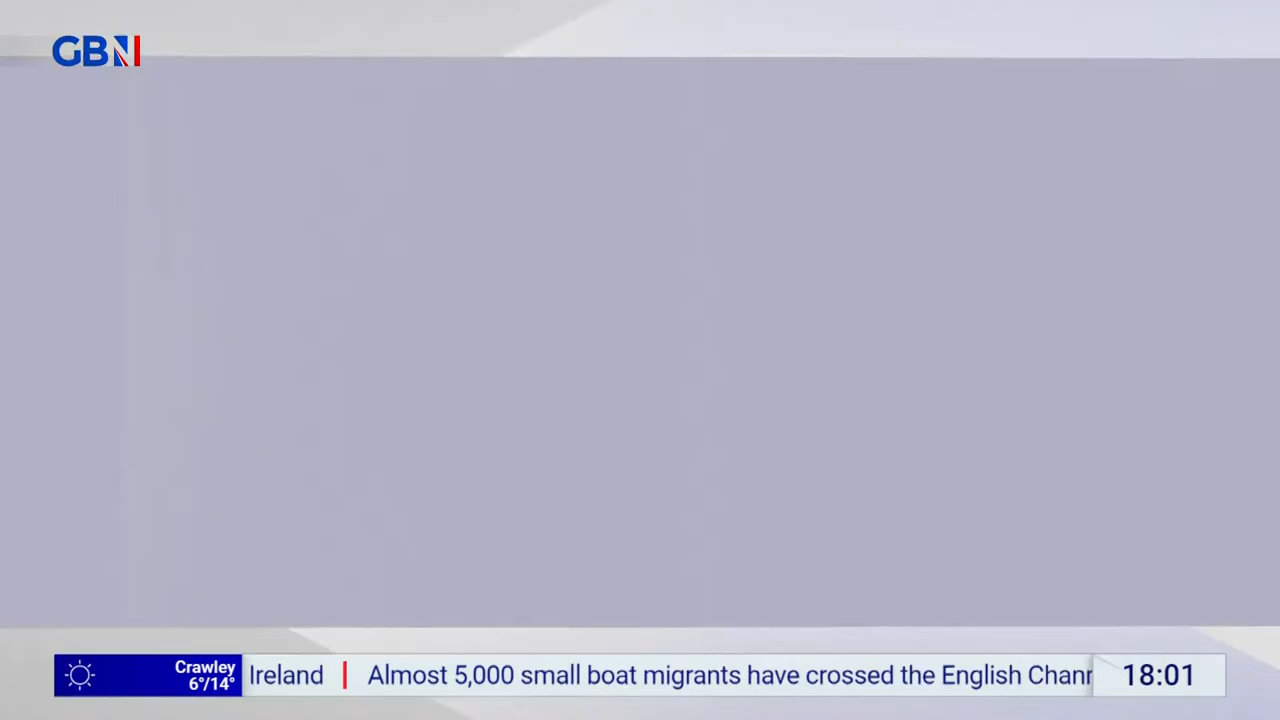 GBN
Crawley
6°/14°
Ireland | Almost 5,000 small boat migrants have crossed the English
18:01